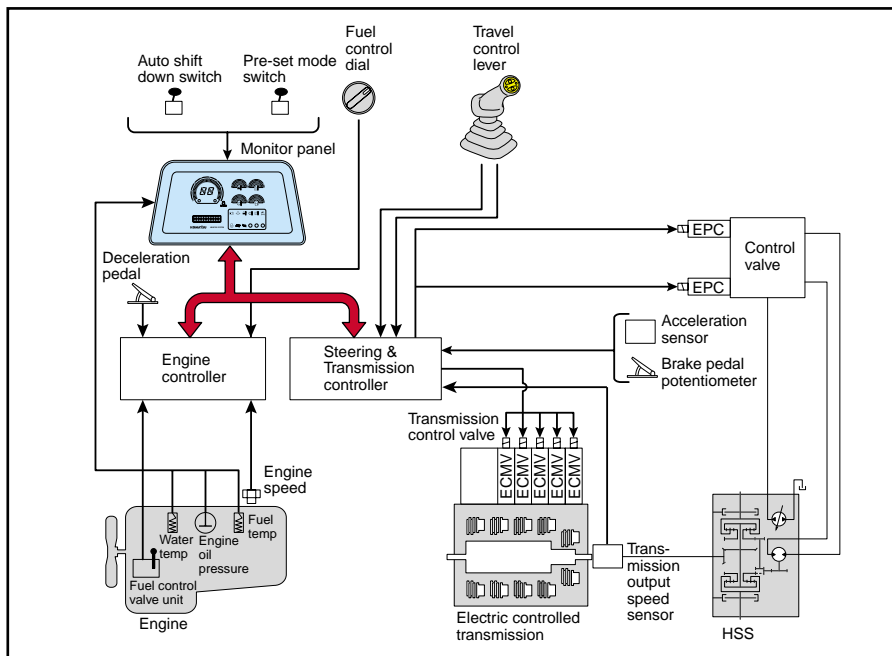 Auto shift
down switch
Pre-set mode
switch
Fuel
control
dial
Travel
control
lever
Monitor panel
Deceleration
pedal
EPC
EPC
Control
valve
Engine
controller
Steering &
Transmission
controller
Acceleration
sensor
Brake pedal
potentiometer
Transmission
control valve
ECMV
ECMV
ECMV
ECMV
ECMV
Engine
speed
Water
temp
Engine
oil
pressure
Fuel
temp
Fuel control
valve unit
Engine
Electric controlled
transmission
Trans-
mission
output
speed
sensor
HSS